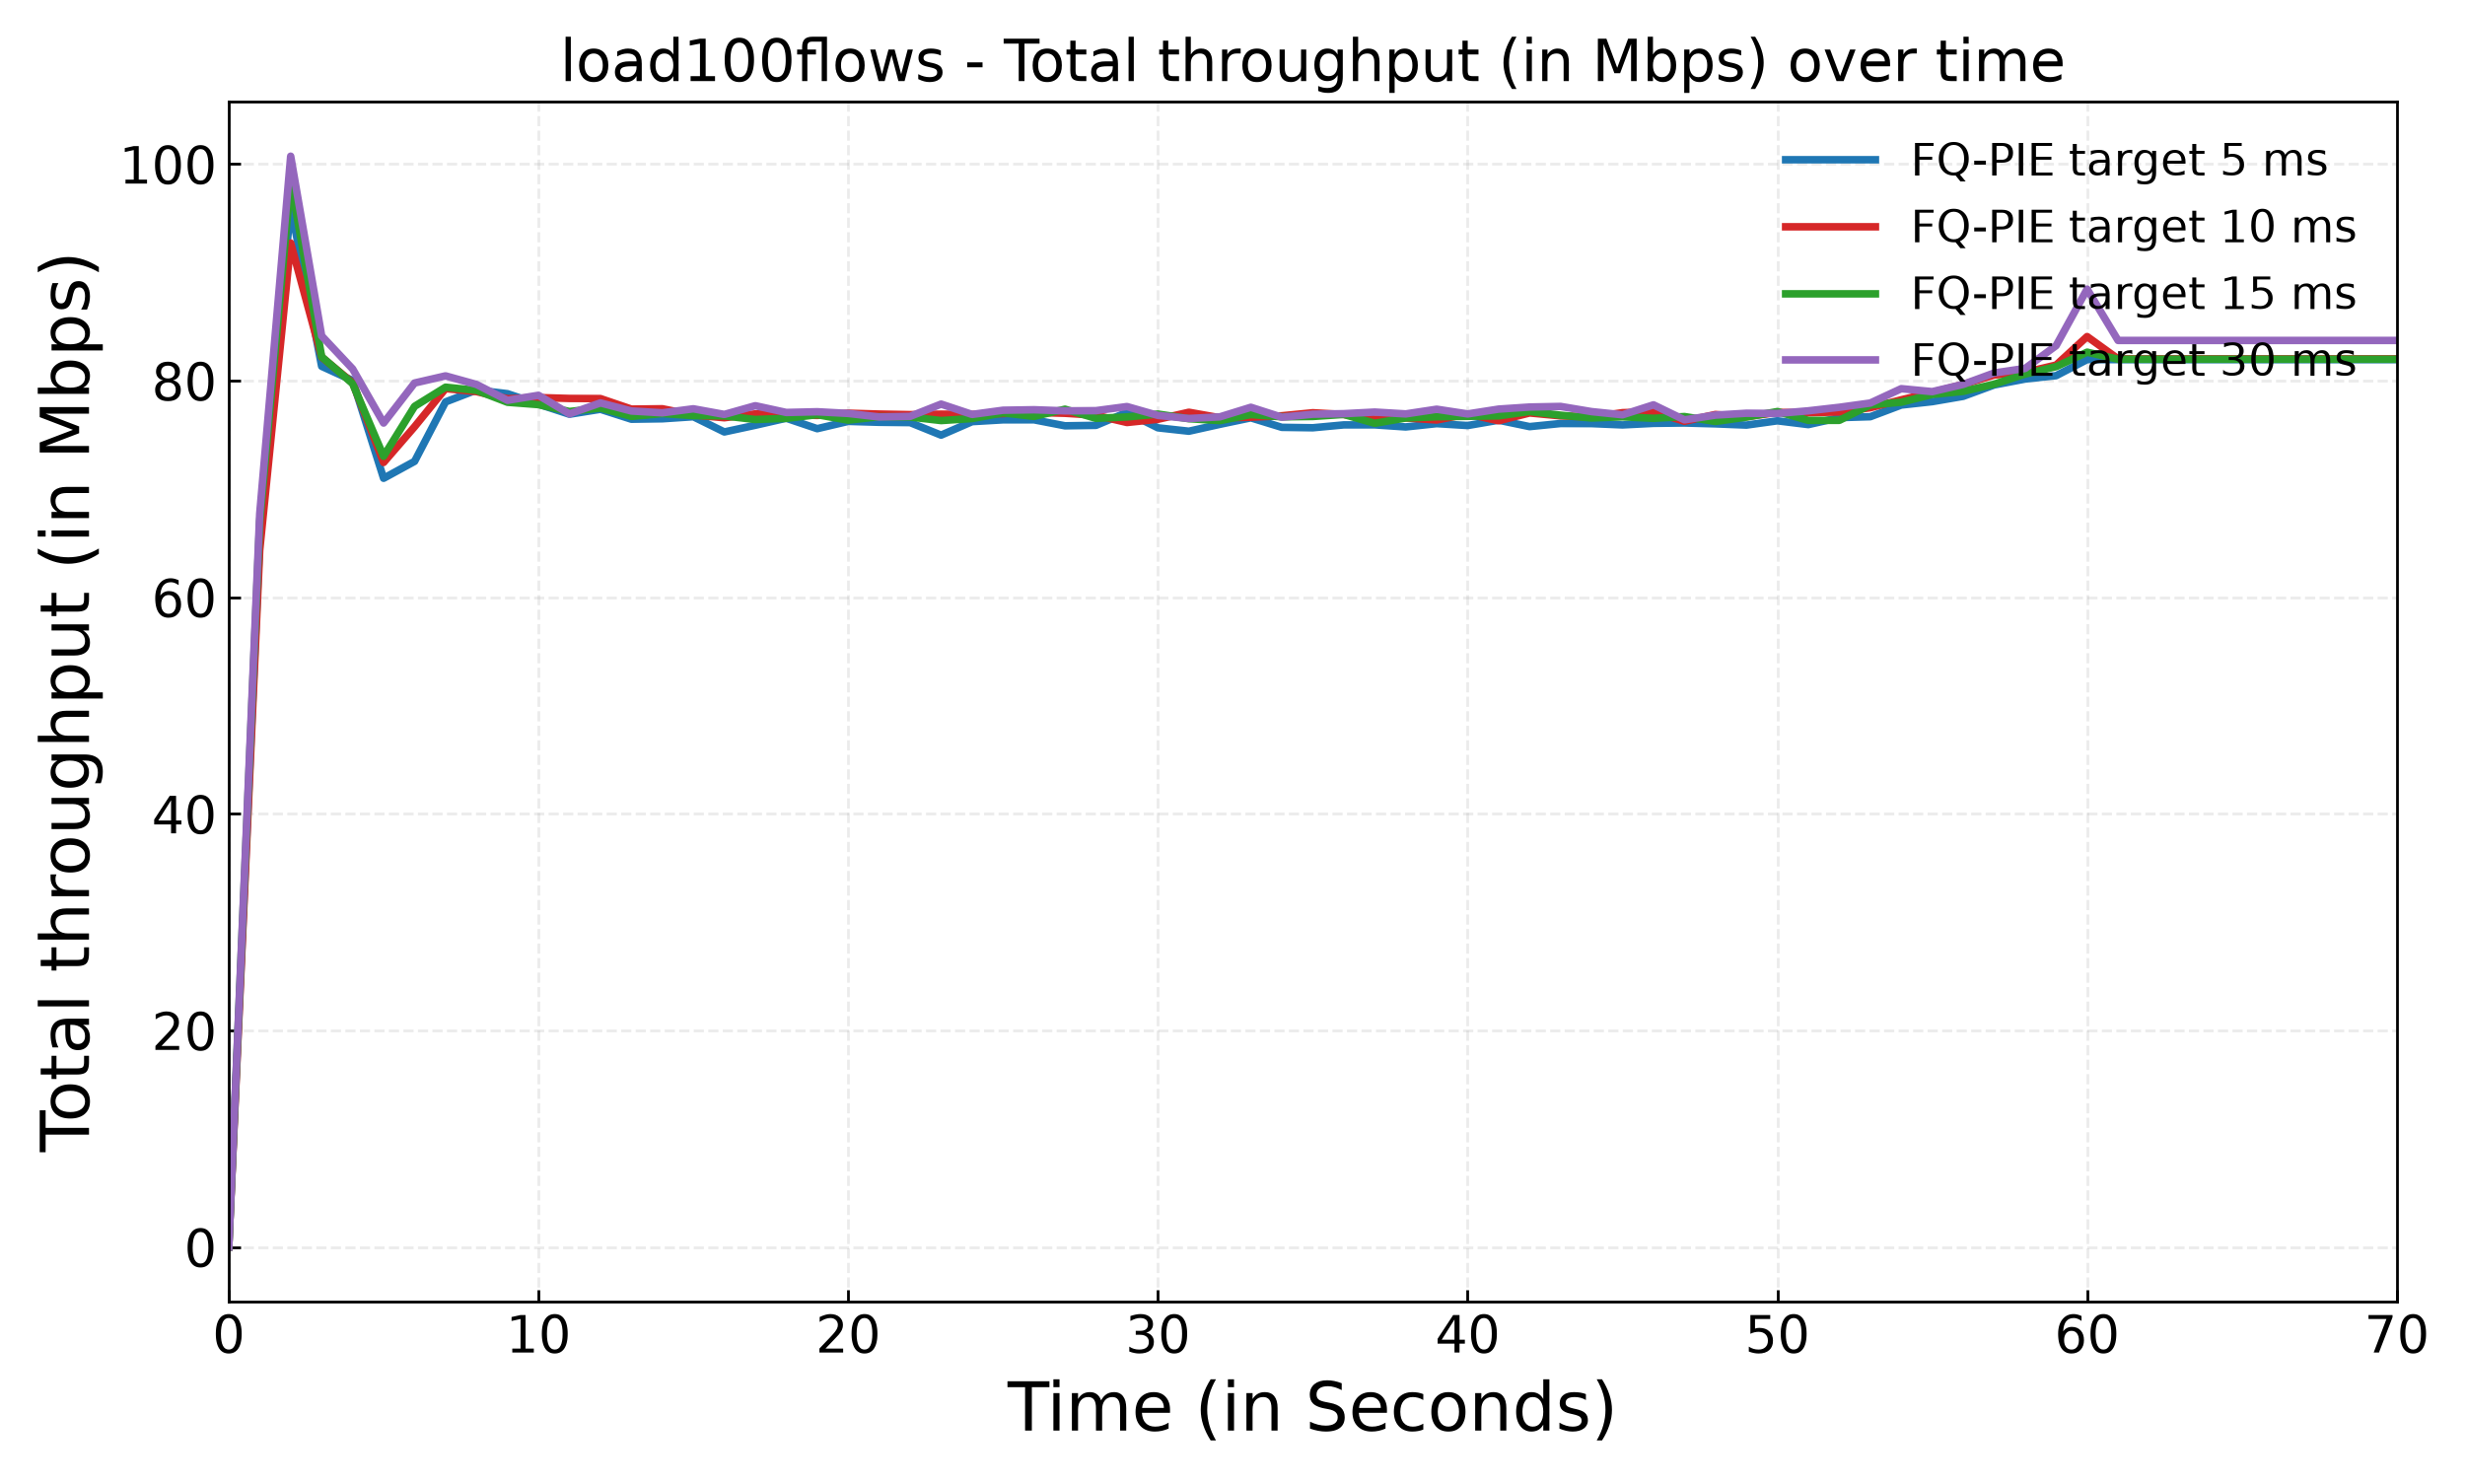 load100flows - Total throughput (in Mbps) over time
FQ-PIE target 5 ms
FQ-PIE target 10 ms
FQ-PIE target 15 ms
FQ-PIE target 30 ms
Total throughput (in Mbps)
100
80
60
40
20
0
0 10 20 30 40 50 60 70
Time (in Seconds)